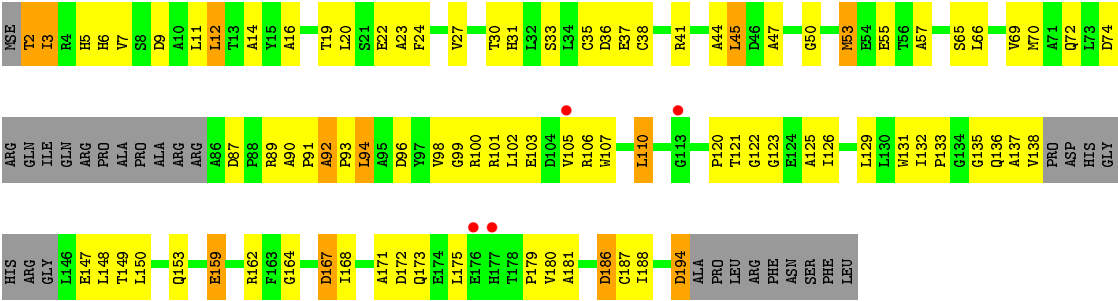 MSE T2 I3 R4 H5 H6 V7 S8 D9 A10 L11 L12 T13 A14 Y15 A16 T19 L20 S21 E22 A23 F24 V27 T30 H31 L32 S33 L34 C35 D36 E37 C38 R41 A44 L45 D46 A47 G50 M53 E54 E55 T56 A57 S65 L66 V69 M70 A71 Q72 L73 D74
ARG GLN ILE GLN ARG PRO ALA PRO ALA ARG ARG A86 D87 P88 R89 A90 P91 A92 P93 L94 A95 D96 Y97 V98 G99 R100 R101 L102 E103 D104 V105 R106 W107 L110 G113 P120 T121 G122 G123 E124 A125 I126 L129 L130 W131 I132 P133 G134 G135 Q136 A137 V138 PRO ASP HIS GLY
HIS ARG GLY L146 E147 L148 T149 L150 Q153 E159 R162 F163 G164 D167 I168 A171 D172 Q173 E174 L175 E176 H177 T178 P179 V180 A181 D186 C187 I188 D194 ALA PRO LEU ARG PHE ASN SER PHE LEU